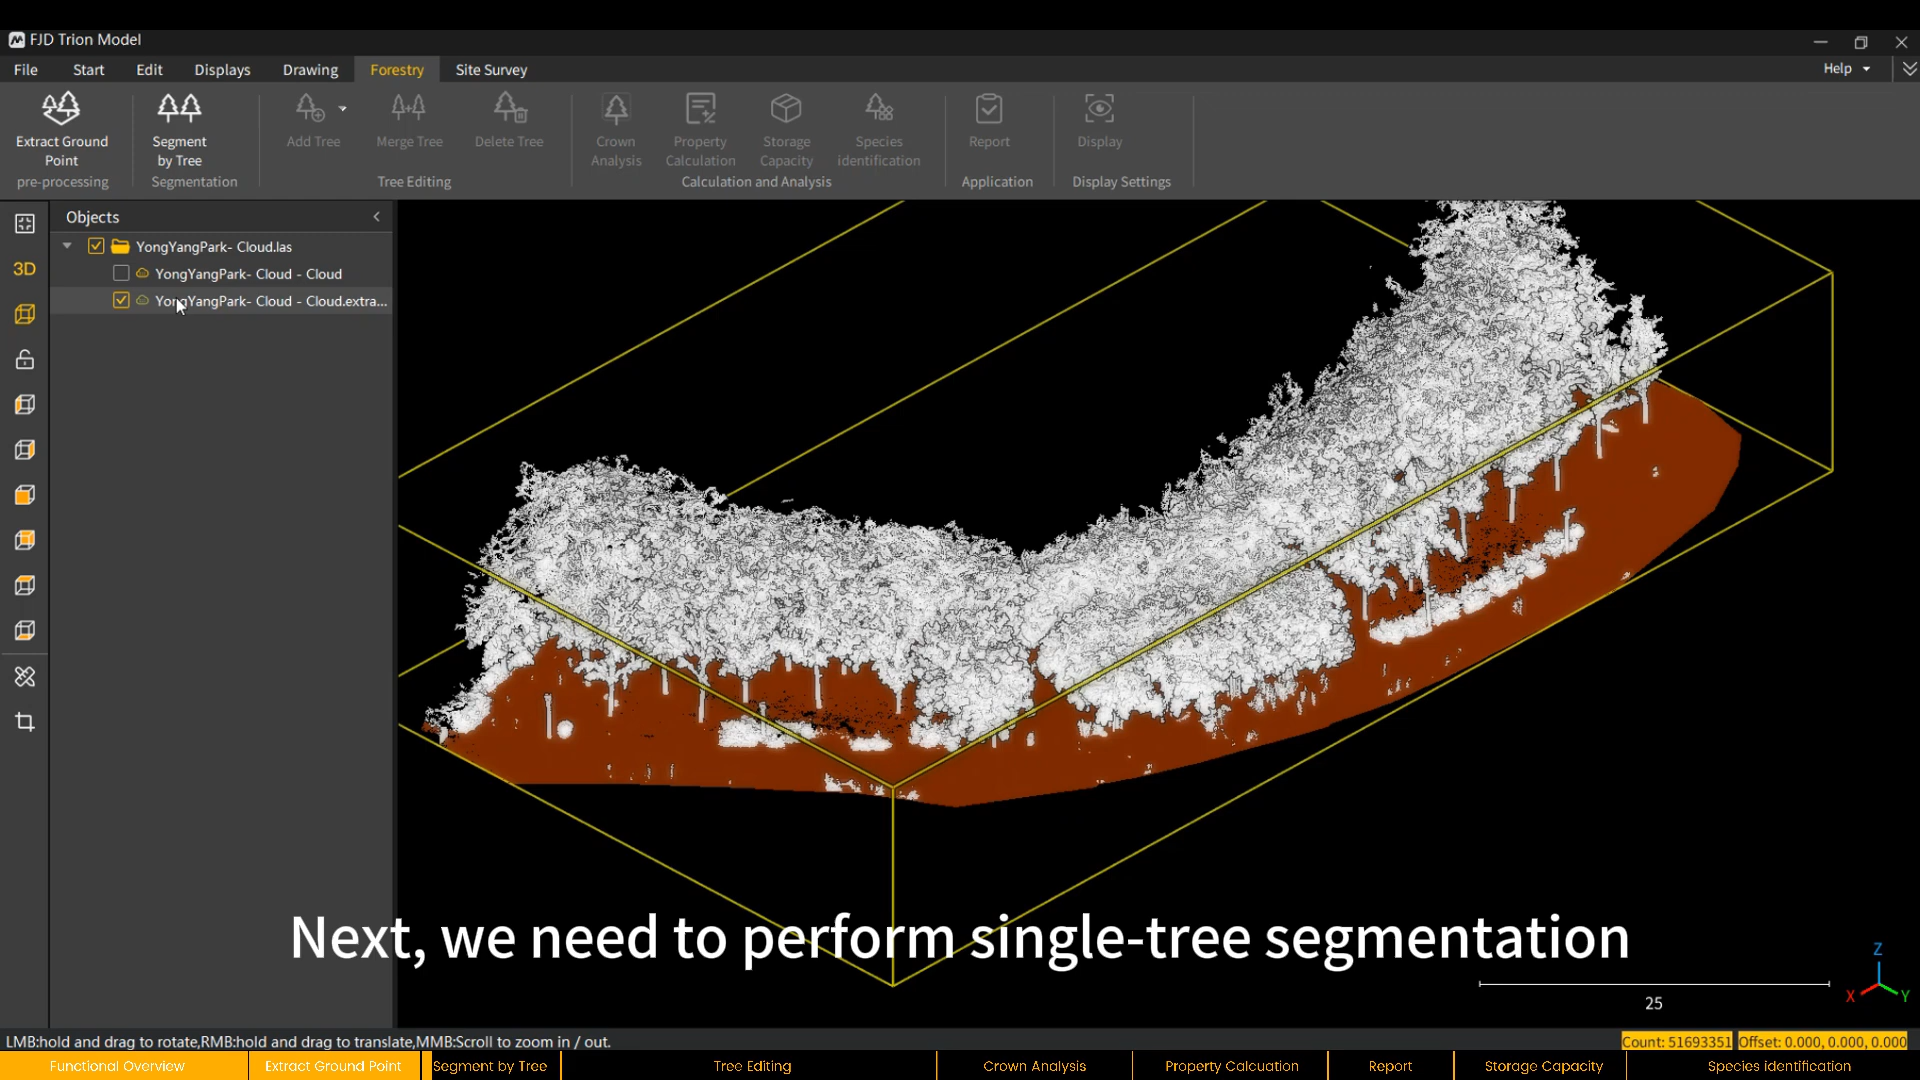 FJD Trion Model
File Start Edit Displays Drawing Forestry Site Survey Help
Extract Ground Point
pre-processing
Segment by Tree
Segmentation
Add Tree Merge Tree Delete Tree
Tree Editing
Crown Analysis
Property Calculation
Storage Capacity
Species identification
Calculation and Analysis
Report
Application
Display
Display Settings
Objects
YongYangPark- Cloud.las
YongYangPark- Cloud - Cloud
YongYangPark- Cloud - Cloud.extra...
3D
Next, we need to perform single-tree segmentation
25
Z
X
Y
LMB:hold and drag to rotate,RMB:hold and drag to translate,MMB:Scroll to zoom in / out.
Count: 51693351 Offset: 0.000, 0.000, 0.000
Functional Overview Extract Ground Point Segment by Tree Tree Editing Crown Analysis Property Calcuation Report Storage Capacity Species identification